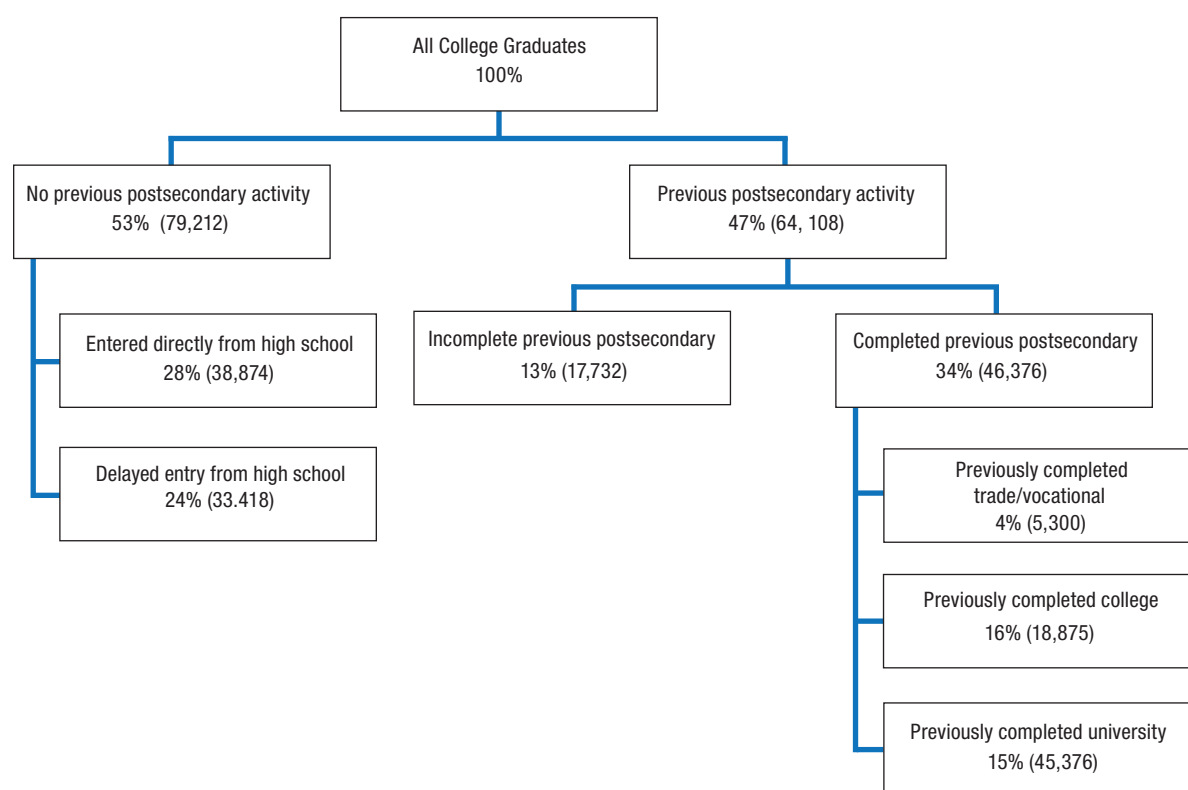 All College Graduates
100%
No previous postsecondary activity
53% (79,212)
Previous postsecondary activity
47% (64, 108)
Entered directly from high school
28% (38,874)
Delayed entry from high school
24% (33.418)
Incomplete previous postsecondary
13% (17,732)
Completed previous postsecondary
34% (46,376)
Previously completed
trade/vocational
4% (5,300)
Previously completed college
16% (18,875)
Previously completed university
15% (45,376)